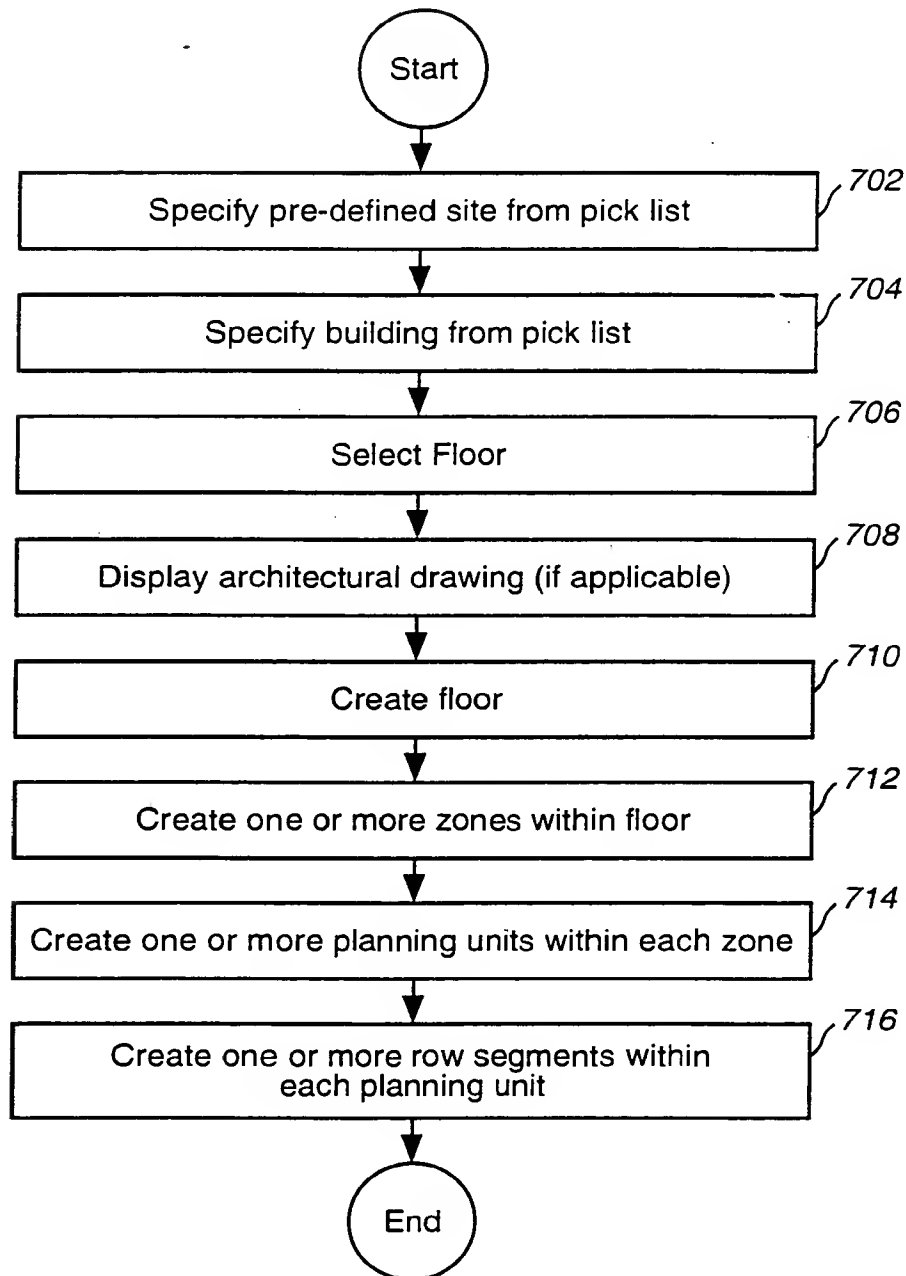 Start
702
Specify pre-defined site from pick list
704
Specify building from pick list
706
Select Floor
708
Display architectural drawing (if applicable)
710
Create floor
712
Create one or more zones within floor
714
Create one or more planning units within each zone
716
Create one or more row segments within
each planning unit
End